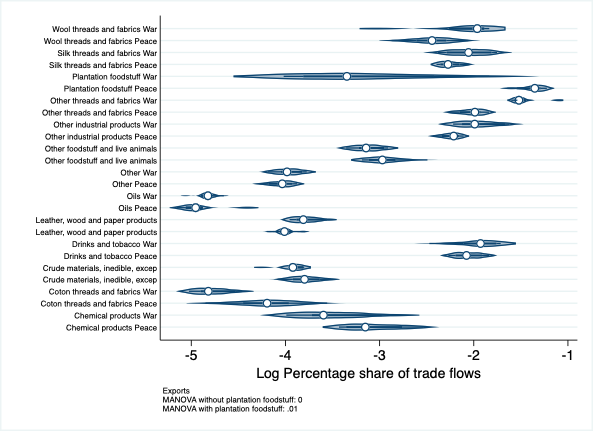 Wool threads and fabrics War
Wool threads and fabrics Peace
Silk threads and fabrics War
Silk threads and fabrics Peace
Plantation foodstuff War
Plantation foodstuff Peace
Other threads and fabrics War
Other threads and fabrics Peace
Other industrial products War
Other industrial products Peace
Other foodstuff and live animals
Other foodstuff and live animals
Other War
Other Peace
Oils War
Oils Peace
Leather, wood and paper products
Leather, wood and paper products
Drinks and tobacco War
Drinks and tobacco Peace
Crude materials, inedible, excep
Crude materials, inedible, excep
Coton threads and fabrics War
Coton threads and fabrics Peace
Chemical products War
Chemical products Peace
-5 -4 -3 -2 -1
Log Percentage share of trade flows
Exports
MANOVA without plantation foodstuff: 0
MANOVA with plantation foodstuff: .01